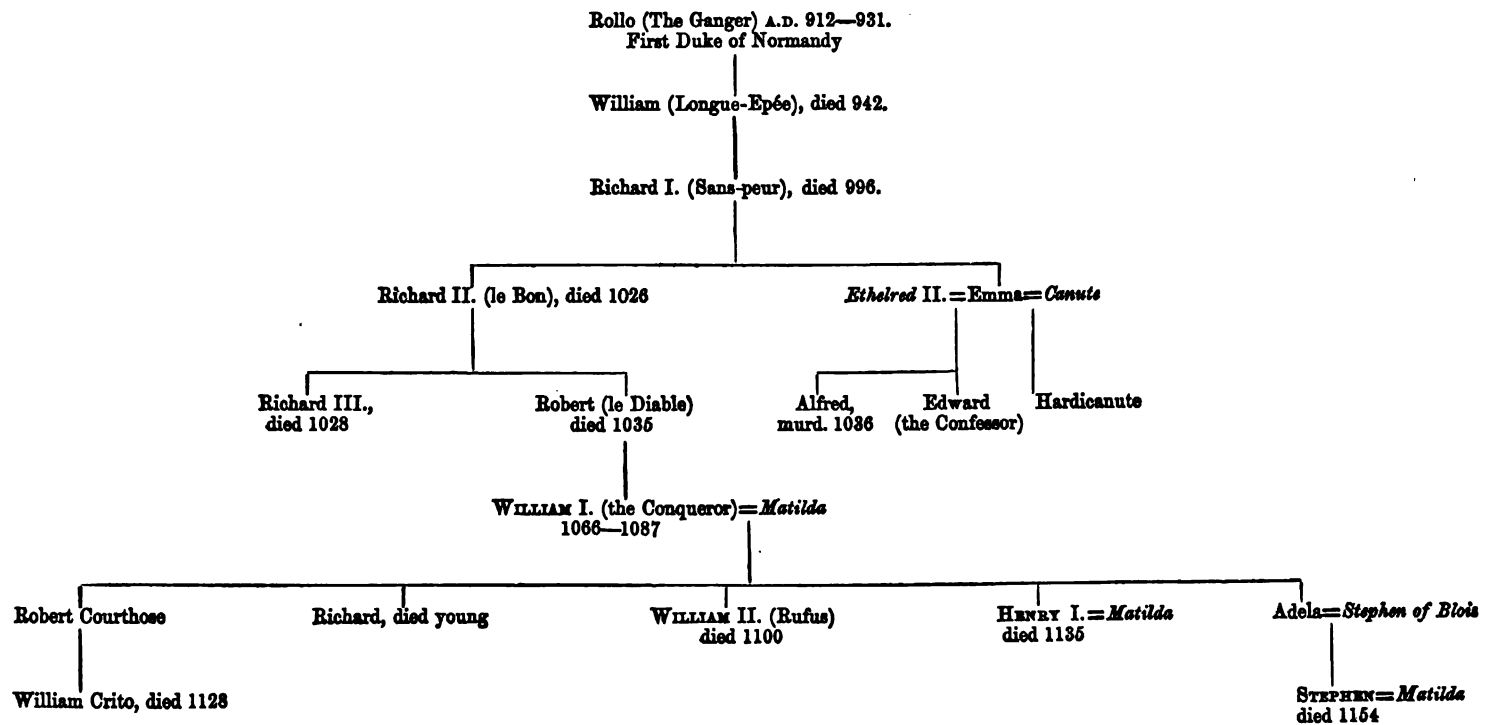 Rollo (The Ganger) A.D. 912—931.
First Duke of Normandy
William (Longue-Epée), died 942.
Richard I. (Sans-peur), died 996.
Richard II. (le Bon), died 1026
Ethelred II.=Emma=Canute
Richard III.,
died 1028
Robert (le Diable)
died 1035
Alfred,
murd. 1036
Edward
(the Confessor)
Hardicanute
WILLIAM I. (the Conqueror)=Matilda
1066—1087
Robert Courthose
Richard, died young
WILLIAM II. (Rufus)
died 1100
HENRY I.=Matilda
died 1135
Adela=Stephen of Blois
William Crito, died 1128
STEPHEN=Matilda
died 1154